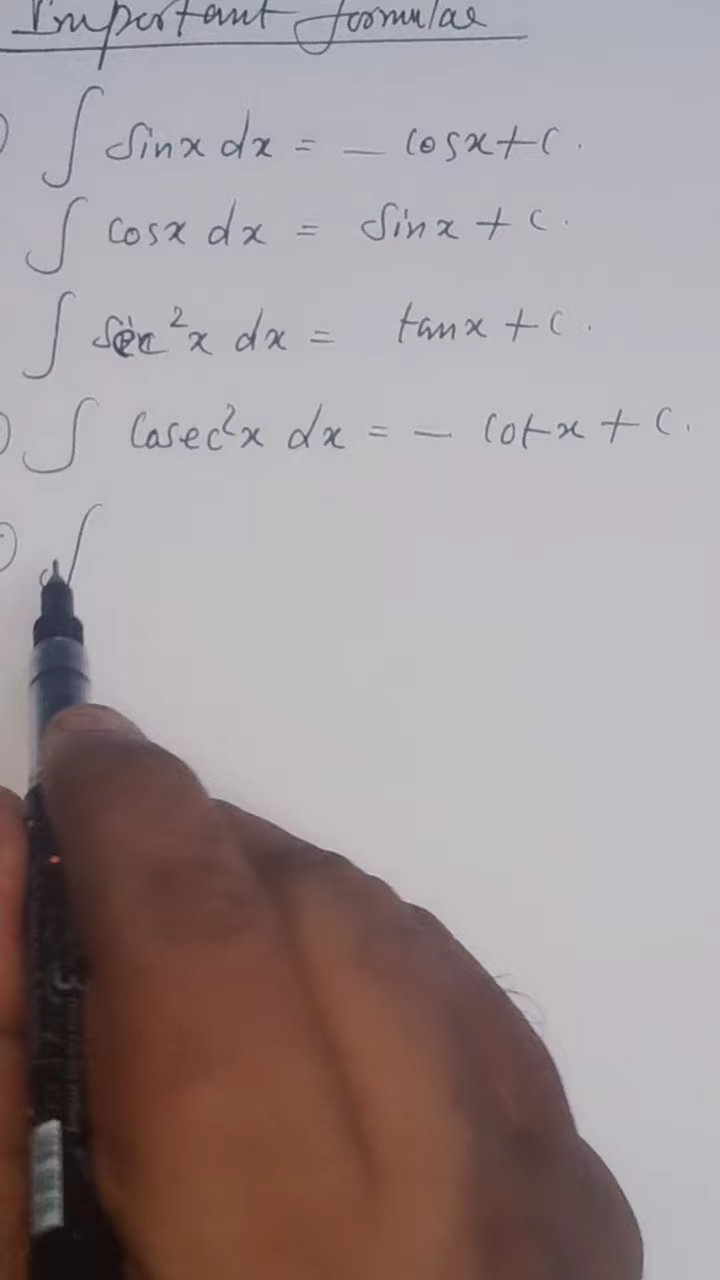 Important formulae
) ∫ sinx dx = – cosx + C.
∫ cosx dx = sinx + C.
∫ sec²x dx = tanx + C.
) ∫ Cosec²x dx = – cotx + C.
) ∫